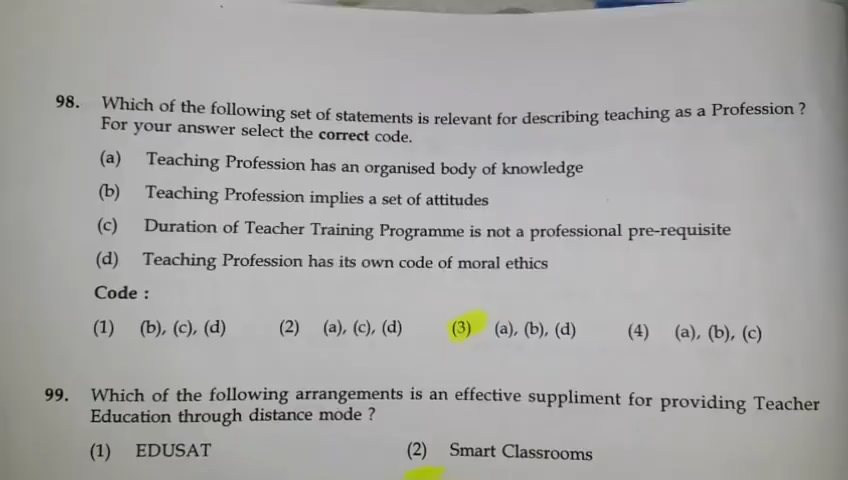 98. Which of the following set of statements is relevant for describing teaching as a Profession ?
For your answer select the correct code.
(a) Teaching Profession has an organised body of knowledge
(b) Teaching Profession implies a set of attitudes
(c) Duration of Teacher Training Programme is not a professional pre-requisite
(d) Teaching Profession has its own code of moral ethics
Code :
(1) (b), (c), (d) (2) (a), (c), (d) (3) (a), (b), (d) (4) (a), (b), (c)
99. Which of the following arrangements is an effective suppliment for providing Teacher
Education through distance mode ?
(1) EDUSAT (2) Smart Classrooms